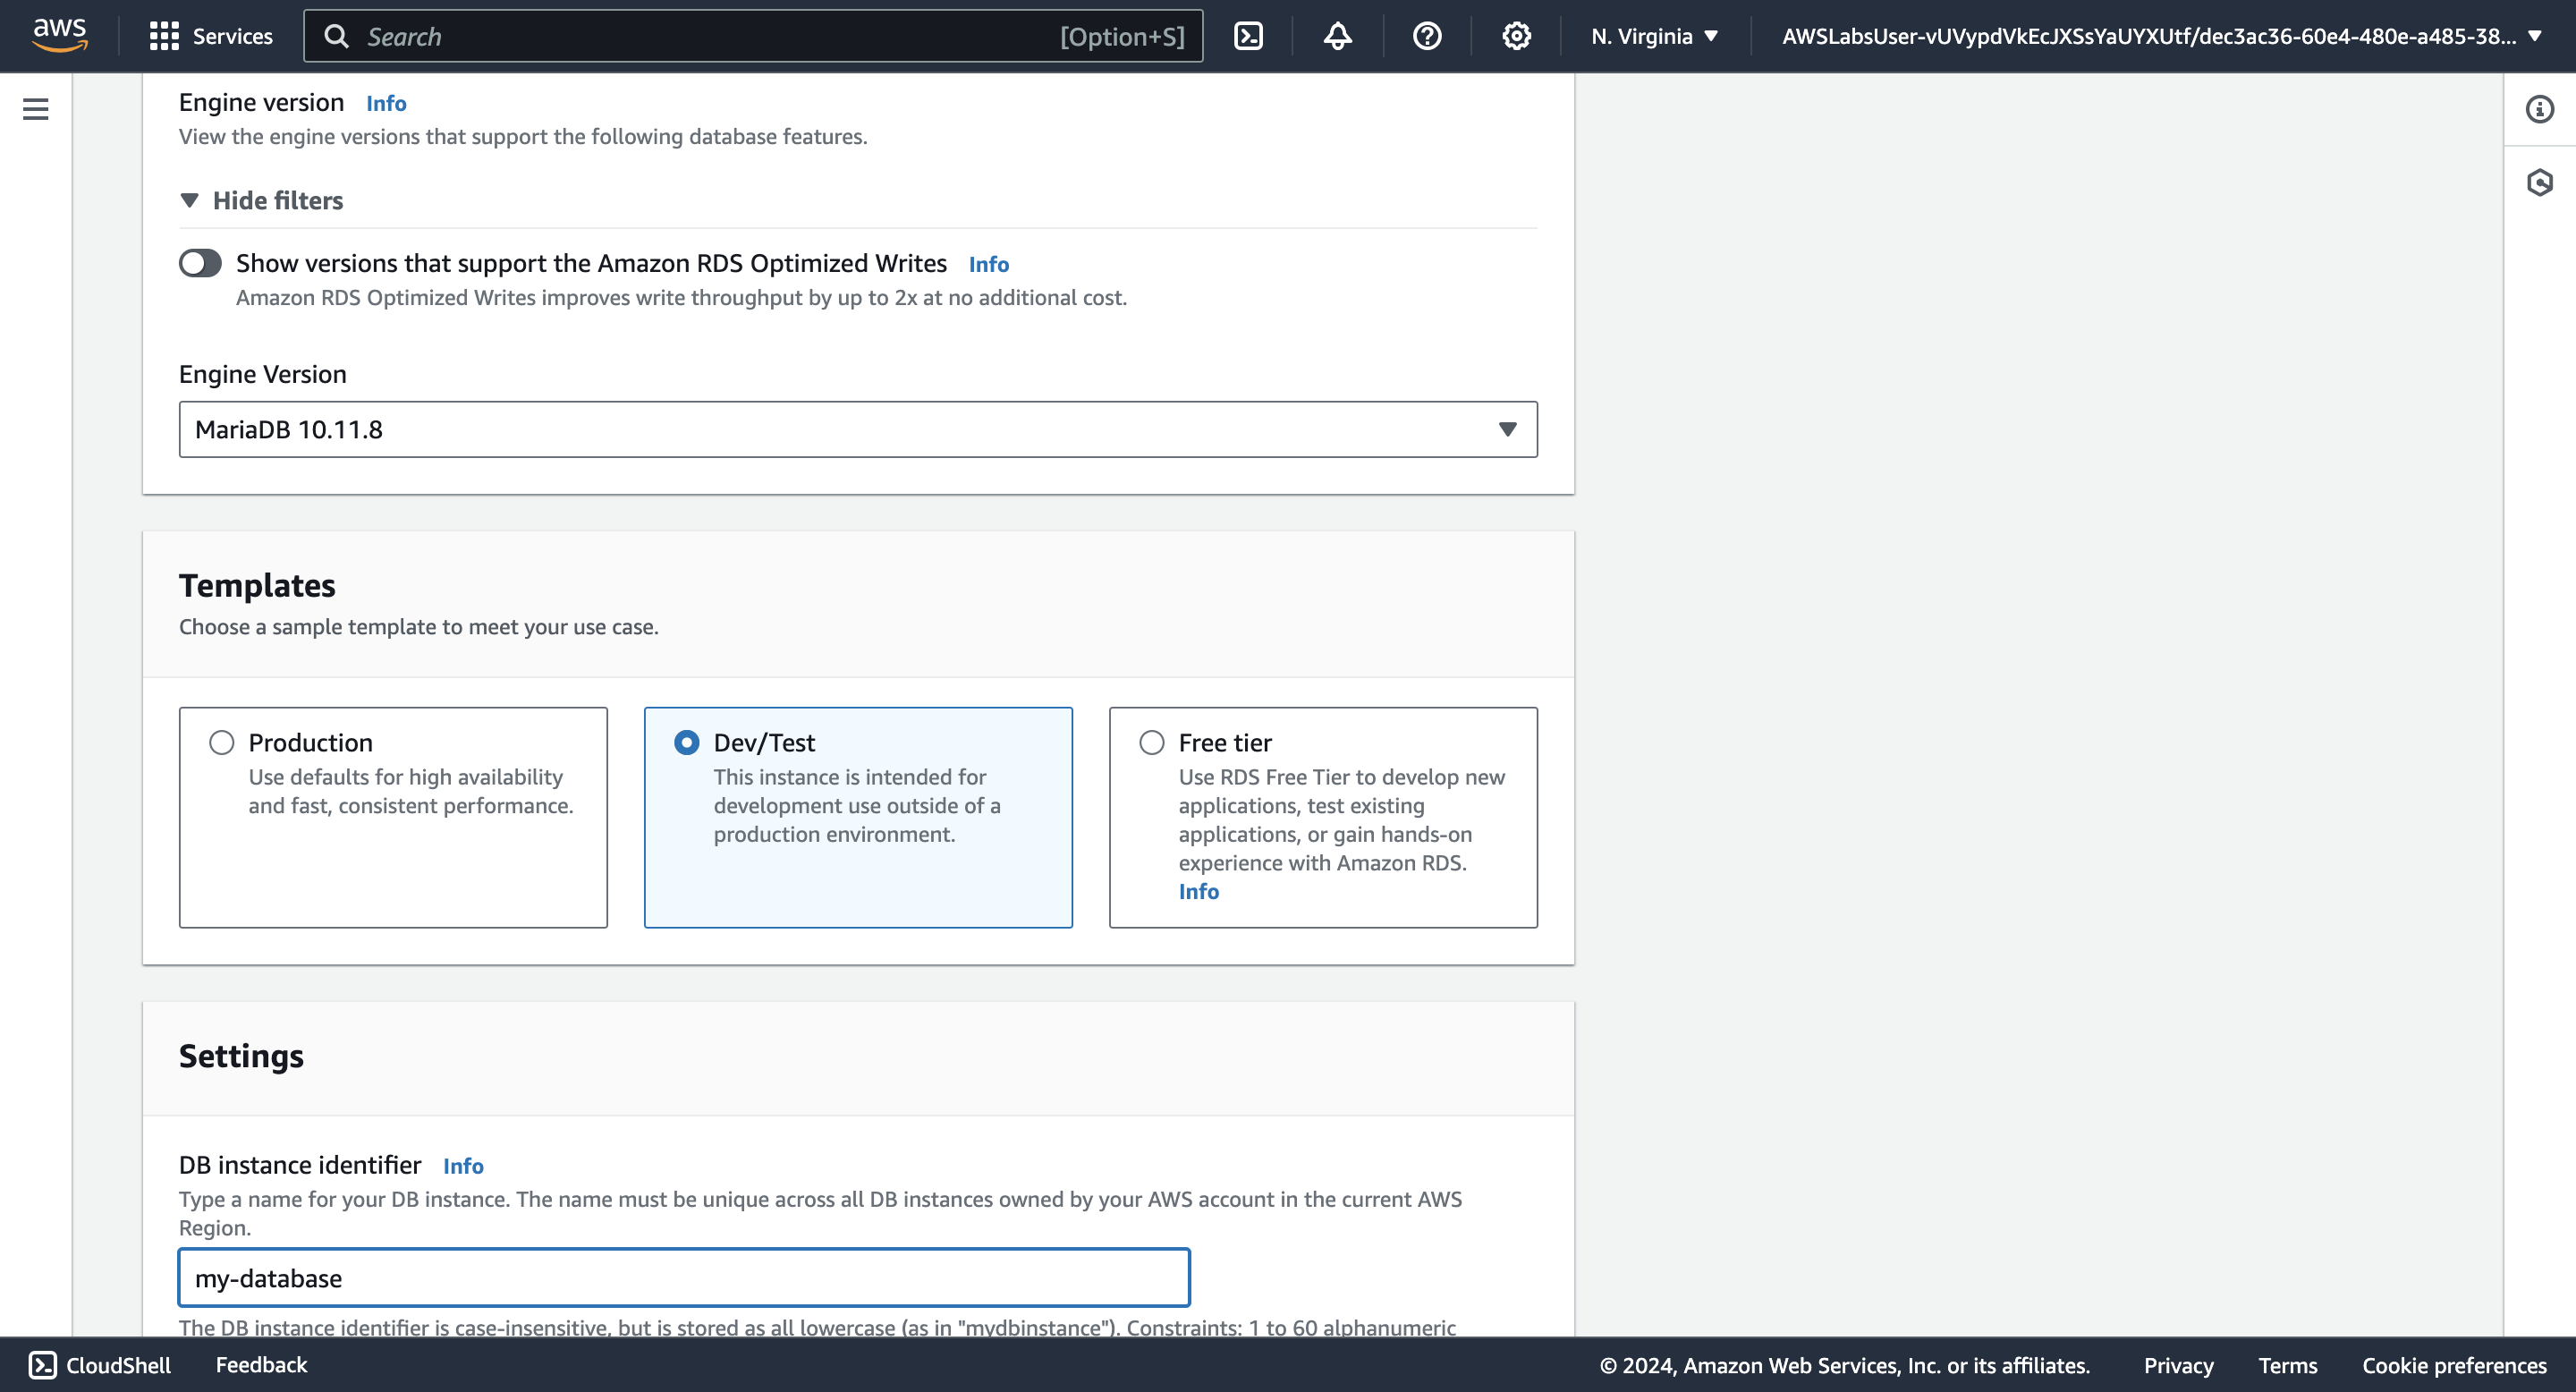 aws
Services
Search
[Option+S]
N. Virginia
AWSLabsUser-vUVypdVkEcJXSsYaUYXUtf/dec3ac36-60e4-480e-a485-38...
Engine version Info
View the engine versions that support the following database features.
Hide filters
Show versions that support the Amazon RDS Optimized Writes Info
Amazon RDS Optimized Writes improves write throughput by up to 2x at no additional cost.
Engine Version
MariaDB 10.11.8
Templates
Choose a sample template to meet your use case.
Production
Use defaults for high availability
and fast, consistent performance.
Dev/Test
This instance is intended for
development use outside of a
production environment.
Free tier
Use RDS Free Tier to develop new
applications, test existing
applications, or gain hands-on
experience with Amazon RDS.
Info
Settings
DB instance identifier Info
Type a name for your DB instance. The name must be unique across all DB instances owned by your AWS account in the current AWS
Region.
my-database
The DB instance identifier is case-insensitive, but is stored as all lowercase (as in "mydbinstance"). Constraints: 1 to 60 alphanumeric
CloudShell
Feedback
© 2024, Amazon Web Services, Inc. or its affiliates.
Privacy
Terms
Cookie preferences